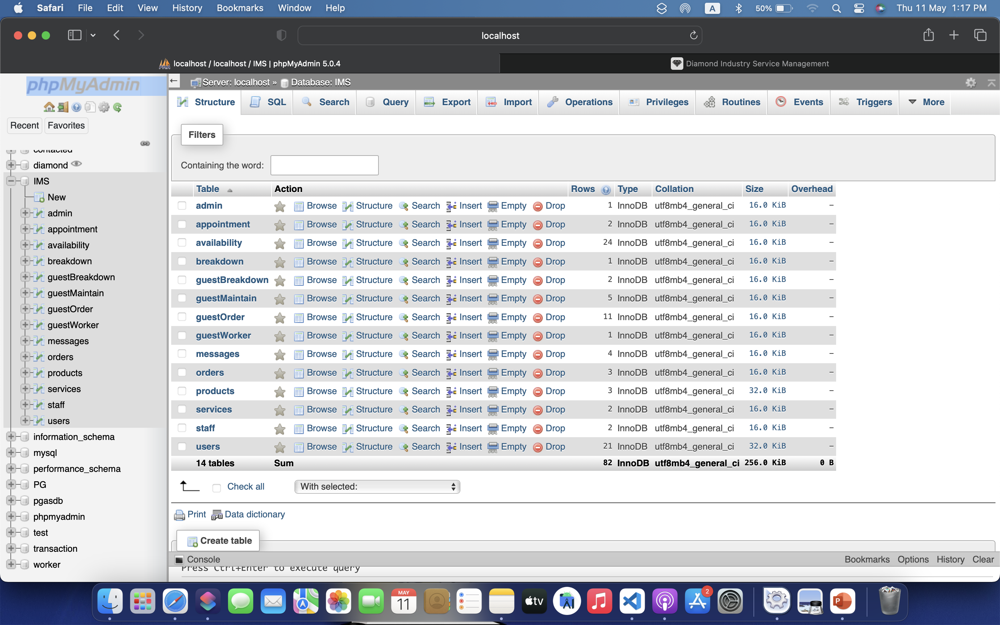 Safari File Edit View History Bookmarks Window Help A 50% Thu 11 May 1:17 PM
localhost
localhost / localhost / IMS | phpMyAdmin 5.0.4
Diamond Industry Service Management
phpMyAdmin
Recent Favorites
contacted
diamond
IMS
New
admin
appointment
availability
breakdown
guestBreakdown
guestMaintain
guestOrder
guestWorker
messages
orders
products
services
staff
users
information_schema
mysql
performance_schema
PG
pgasdb
phpmyadmin
test
transaction
worker
Server: localhost » Database: IMS
Structure SQL Search Query Export Import Operations Privileges Routines Events Triggers More
Filters
Containing the word:
Table Action Rows Type Collation Size Overhead
admin Browse Structure Search Insert Empty Drop 1 InnoDB utf8mb4_general_ci 16.0 KiB –
appointment Browse Structure Search Insert Empty Drop 2 InnoDB utf8mb4_general_ci 16.0 KiB –
availability Browse Structure Search Insert Empty Drop 24 InnoDB utf8mb4_general_ci 16.0 KiB –
breakdown Browse Structure Search Insert Empty Drop 1 InnoDB utf8mb4_general_ci 16.0 KiB –
guestBreakdown Browse Structure Search Insert Empty Drop 2 InnoDB utf8mb4_general_ci 16.0 KiB –
guestMaintain Browse Structure Search Insert Empty Drop 5 InnoDB utf8mb4_general_ci 16.0 KiB –
guestOrder Browse Structure Search Insert Empty Drop 11 InnoDB utf8mb4_general_ci 16.0 KiB –
guestWorker Browse Structure Search Insert Empty Drop 1 InnoDB utf8mb4_general_ci 16.0 KiB –
messages Browse Structure Search Insert Empty Drop 4 InnoDB utf8mb4_general_ci 16.0 KiB –
orders Browse Structure Search Insert Empty Drop 3 InnoDB utf8mb4_general_ci 16.0 KiB –
products Browse Structure Search Insert Empty Drop 3 InnoDB utf8mb4_general_ci 32.0 KiB –
services Browse Structure Search Insert Empty Drop 2 InnoDB utf8mb4_general_ci 16.0 KiB –
staff Browse Structure Search Insert Empty Drop 2 InnoDB utf8mb4_general_ci 16.0 KiB –
users Browse Structure Search Insert Empty Drop 21 InnoDB utf8mb4_general_ci 32.0 KiB –
14 tables Sum 82 InnoDB utf8mb4_general_ci 256.0 KiB 0 B
Check all With selected:
Print Data dictionary
Create table
Console Bookmarks Options History Clear
Press Ctrl+Enter to execute query
MAY
11
tv
2
P